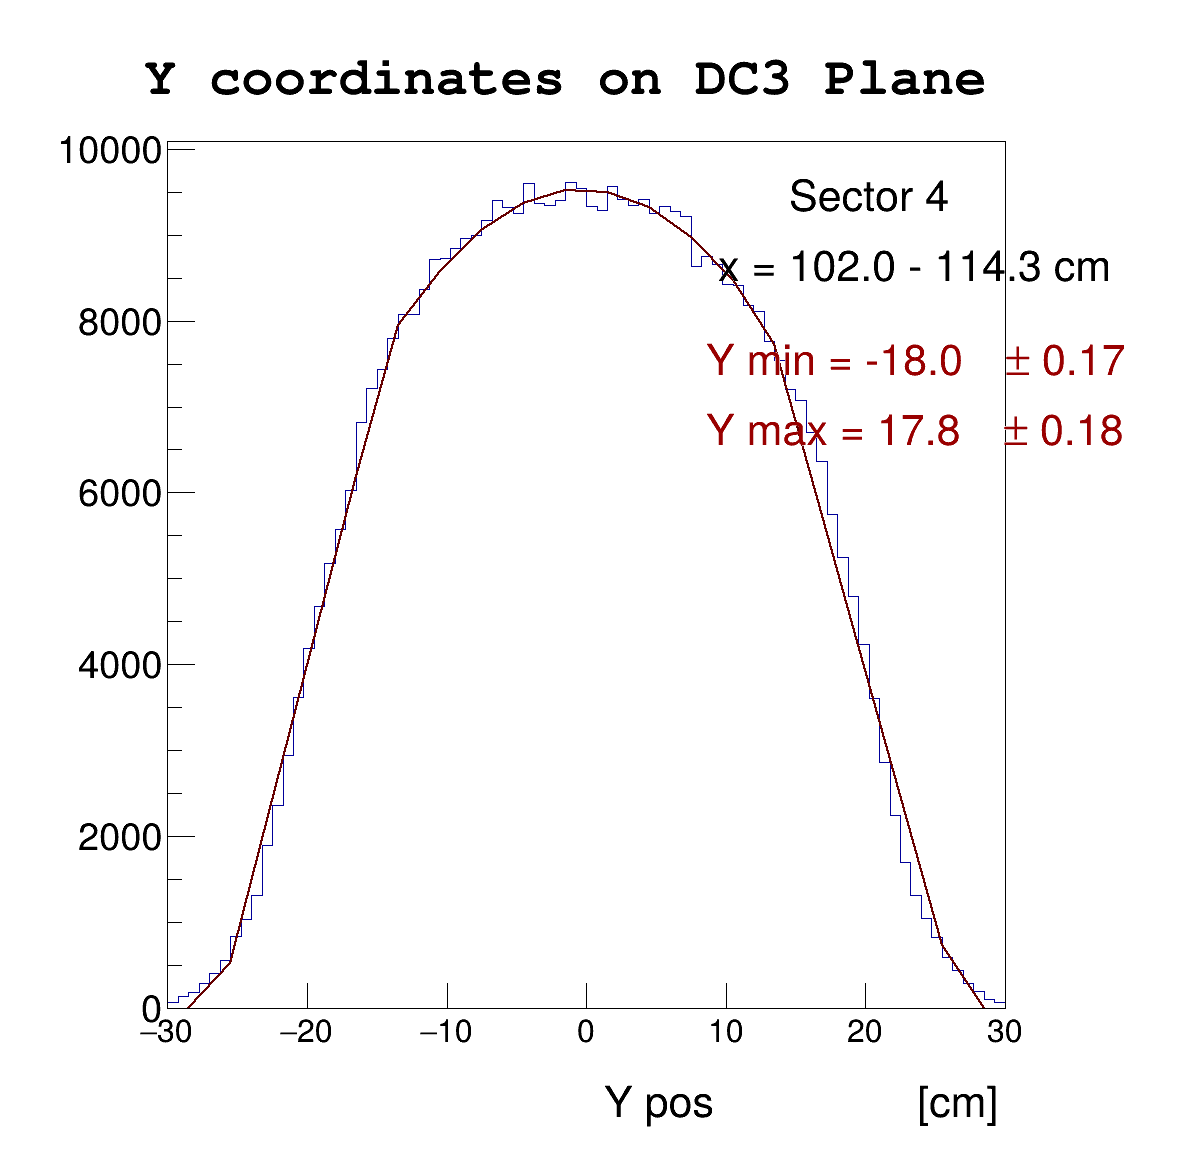 Y coordinates on DC3 Plane
10000
8000
6000
4000
2000
0
Sector 4
x = 102.0 - 114.3 cm
Y min = -18.0 ± 0.17
Y max = 17.8 ± 0.18
−30 −20 −10 0 10 20 30
Y pos [cm]